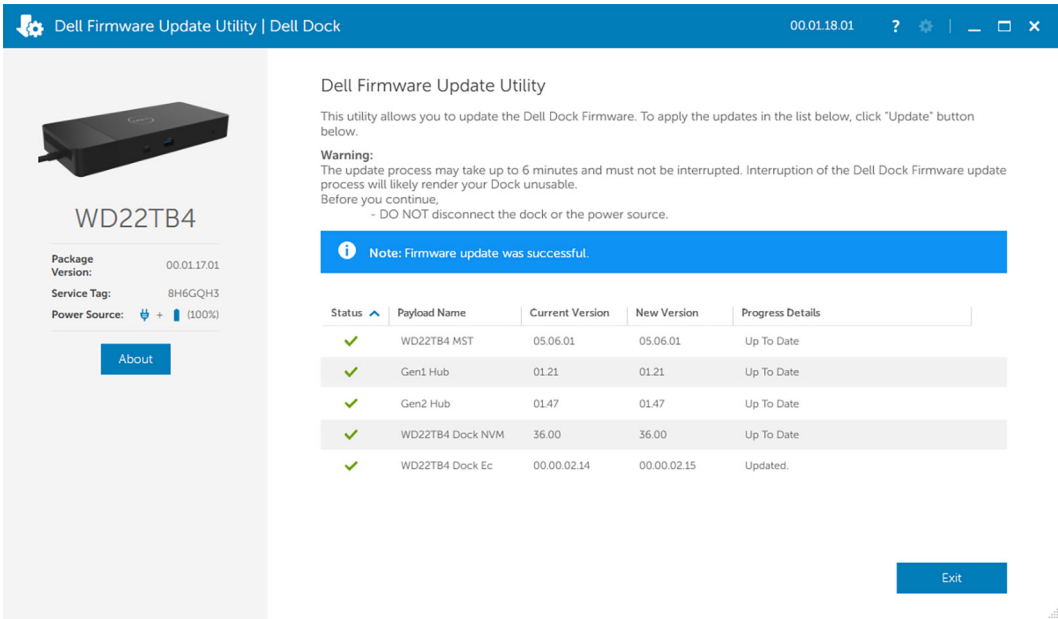 Dell Firmware Update Utility | Dell Dock
00.01.18.01
?
Dell Firmware Update Utility
This utility allows you to update the Dell Dock Firmware. To apply the updates in the list below, click "Update" button
below.
Warning:
The update process may take up to 6 minutes and must not be interrupted. Interruption of the Dell Dock Firmware update
process will likely render your Dock unusable.
Before you continue,
- DO NOT disconnect the dock or the power source.
WD22TB4
Package
Version: 00.01.17.01
Service Tag: 8H6GQH3
Power Source: + (100%)
About
Note: Firmware update was successful.
Status Payload Name Current Version New Version Progress Details
WD22TB4 MST 05.06.01 05.06.01 Up To Date
Gen1 Hub 01.21 01.21 Up To Date
Gen2 Hub 01.47 01.47 Up To Date
WD22TB4 Dock NVM 36.00 36.00 Up To Date
WD22TB4 Dock Ec 00.00.02.14 00.00.02.15 Updated.
Exit